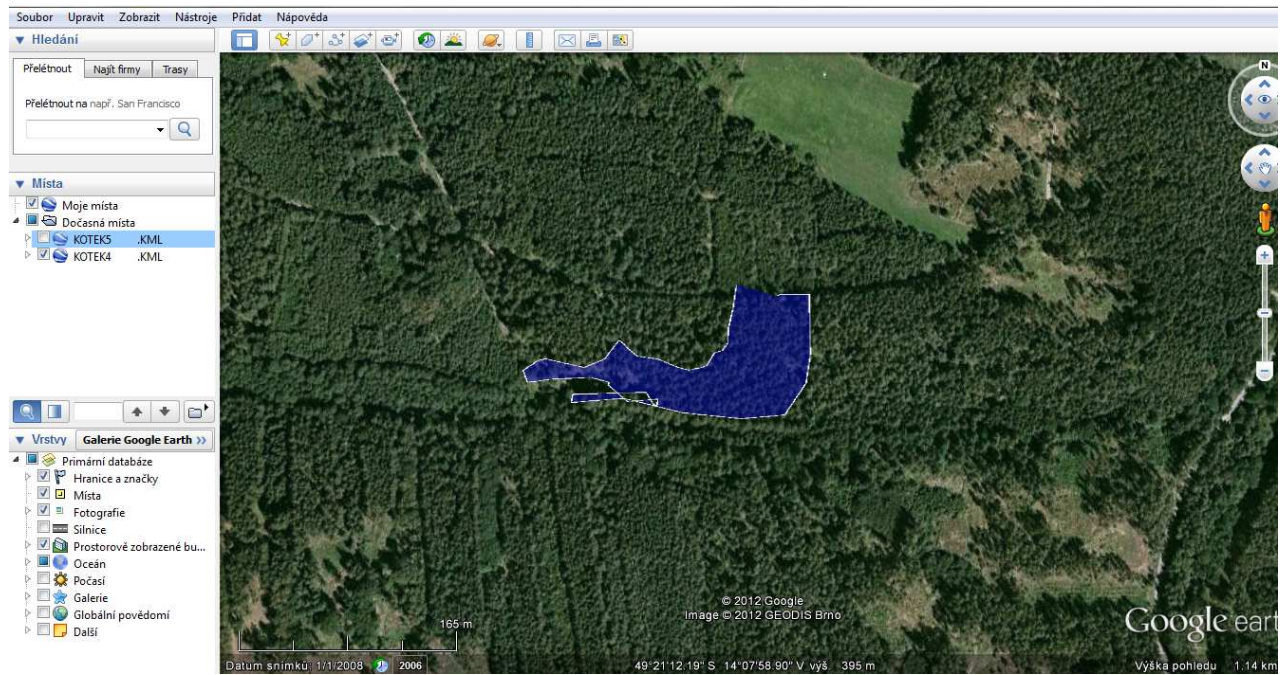 Soubor Upravit Zobrazit Nástroje Přidat Nápověda
Hledání
Přelétnout Najít firmy Trasy
Přelétnout na např. San Francisco
Místa
Moje místa
Dočasná místa
KOTEK5 .KML
KOTEK4 .KML
Vrstvy Galerie Google Earth >>
Primární databáze
Hranice a značky
Místa
Fotografie
Silnice
Prostorově zobrazené bu...
Oceán
Počasí
Galerie
Globální povědomí
Další
N
© 2012 Google
Image © 2012 GEODIS Brno
165 m
Google eart
Datum snímků: 1/1/2008 2006 49°21'12.19" S 14°07'58.90" V výš. 395 m Výška pohledu 1.14 km